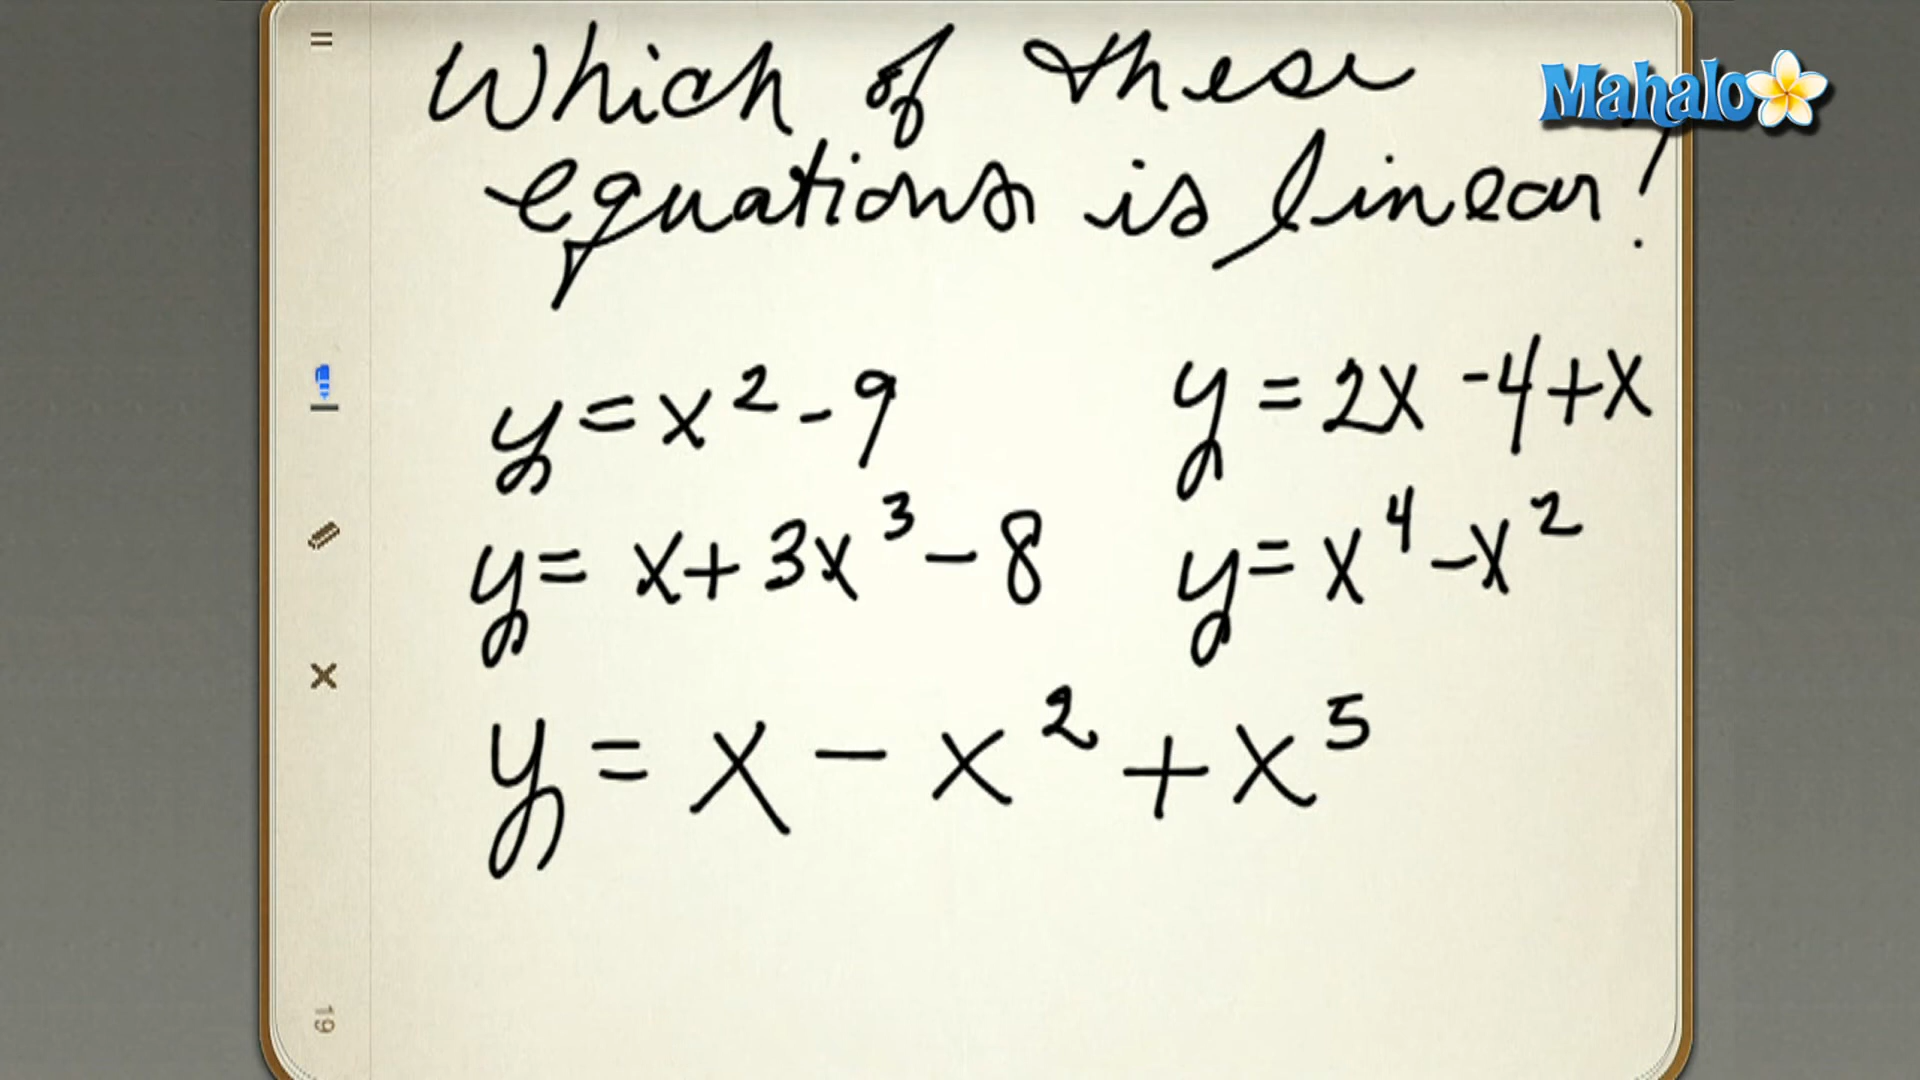 Which of these
Mahalo
equations is linear?
y = x² - 9
y = 2x - 4 + x
y = x + 3x³ - 8
y = x⁴ - x²
y = x - x² + x⁵
19